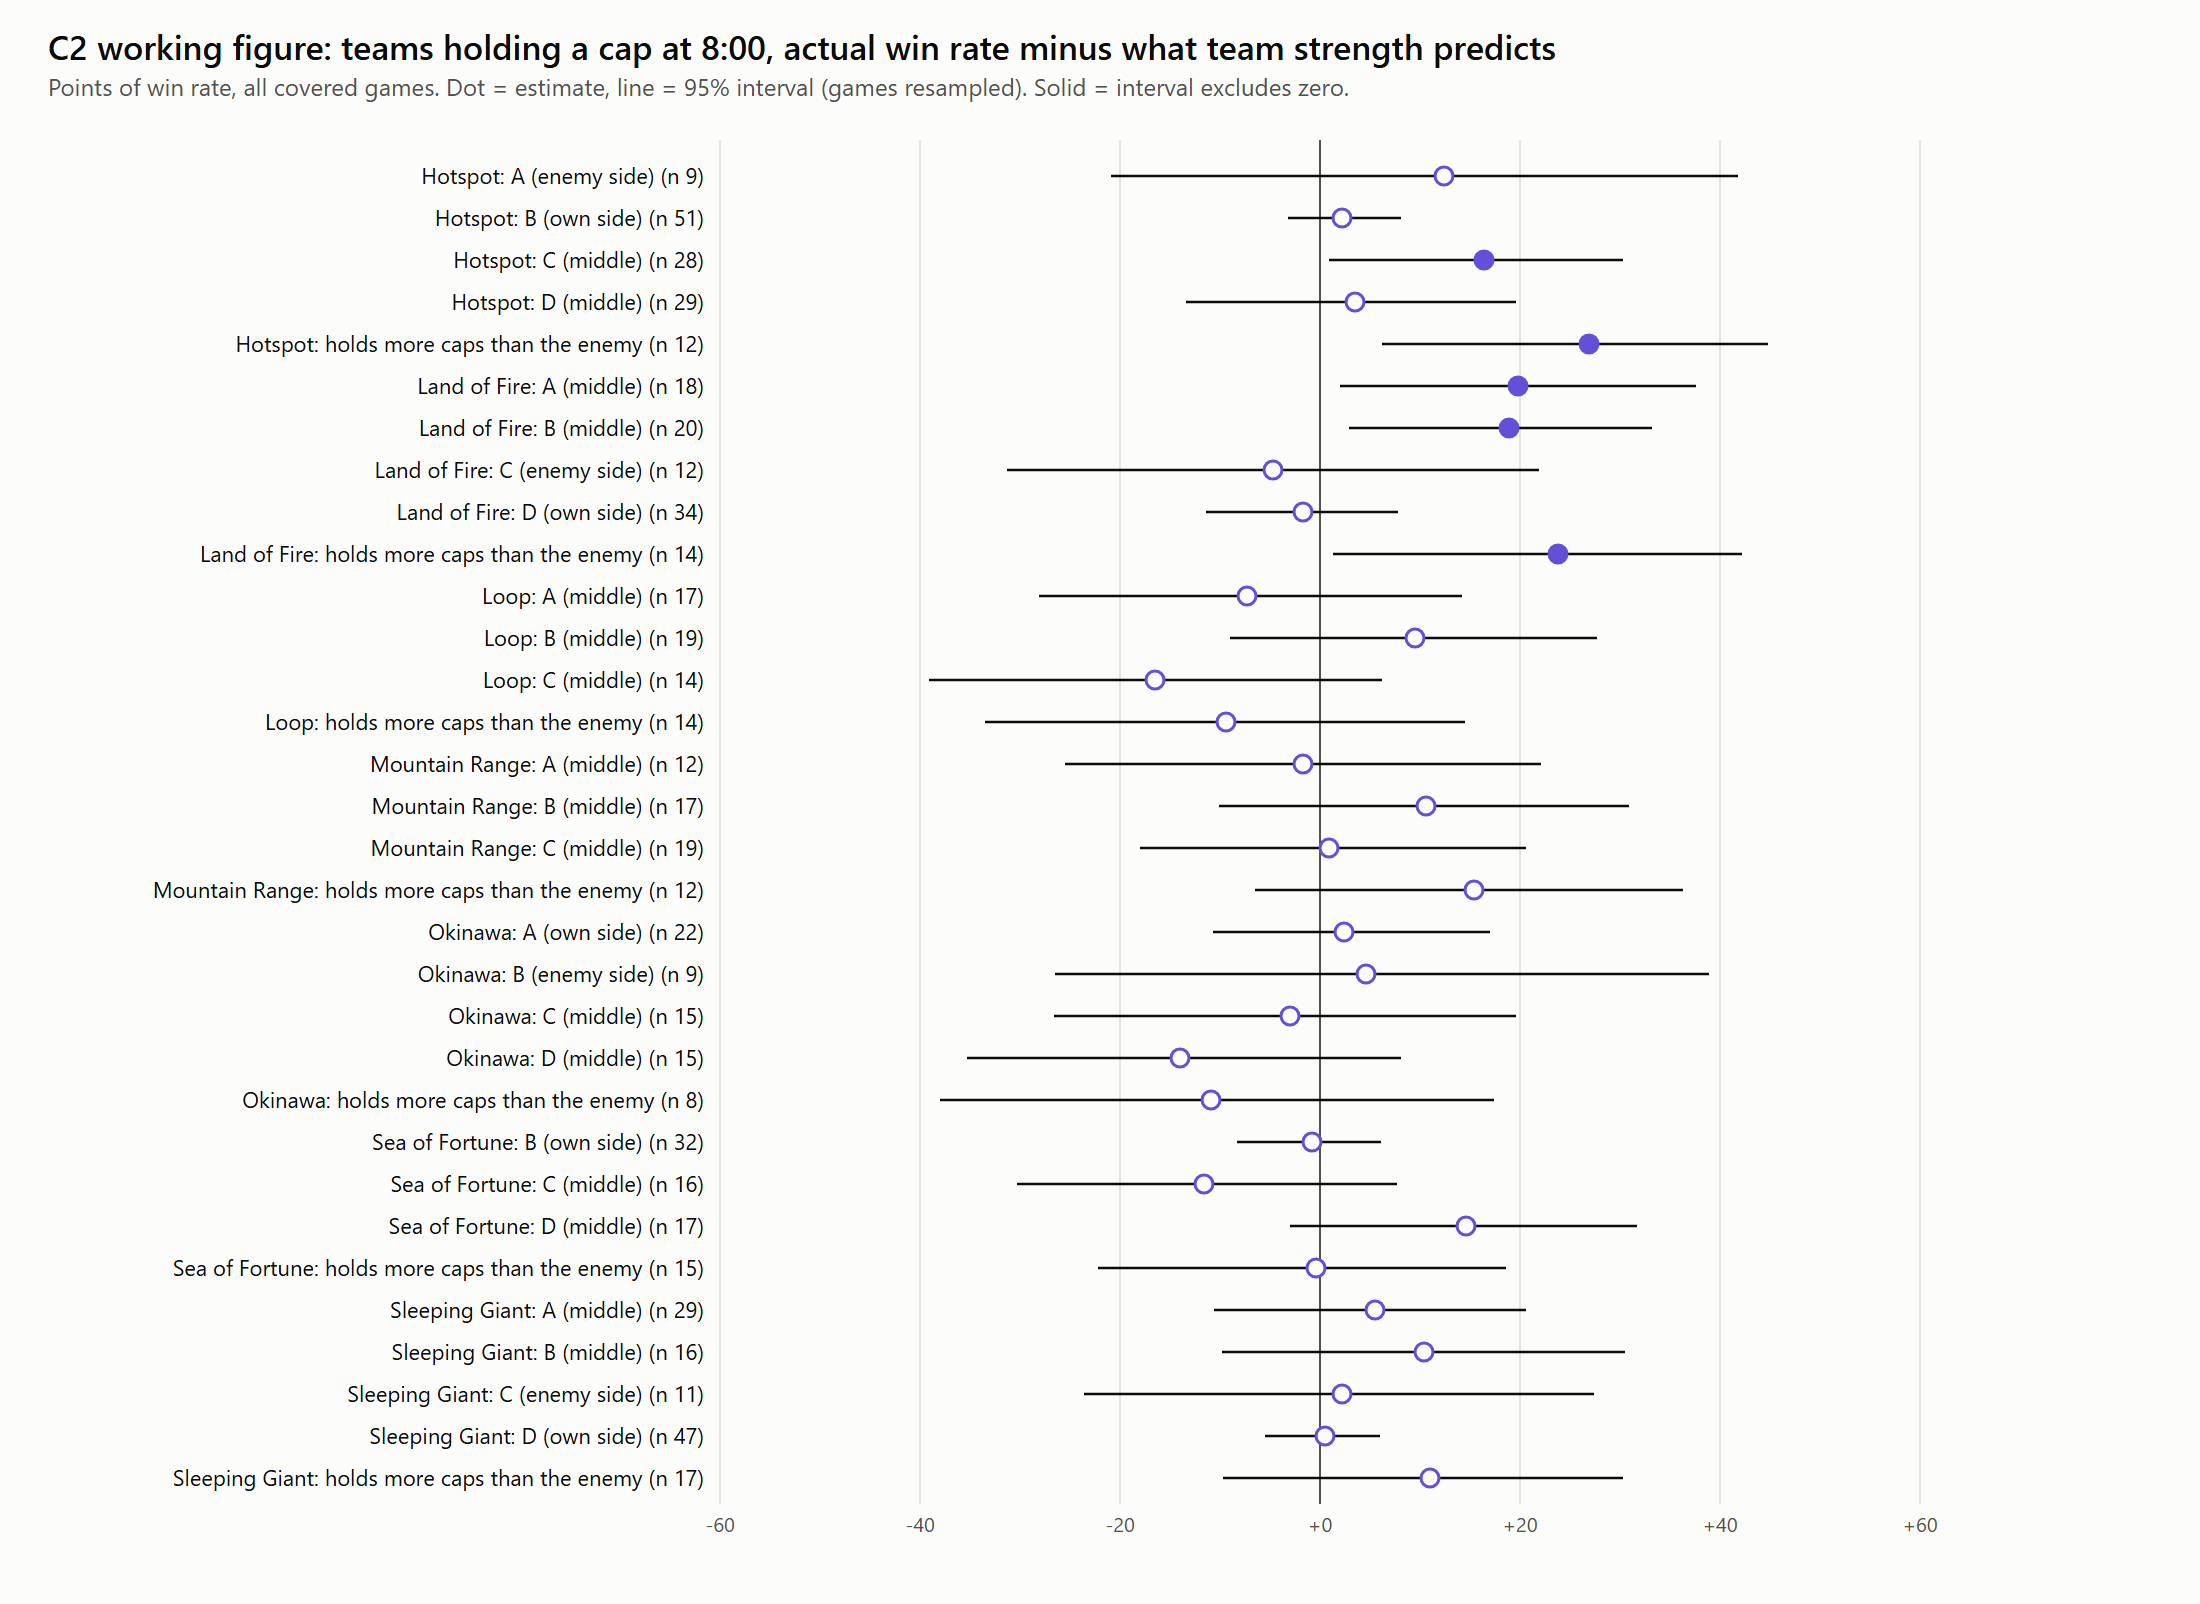 C2 working figure: teams holding a cap at 8:00, actual win rate minus what team strength predicts
Points of win rate, all covered games. Dot = estimate, line = 95% interval (games resampled). Solid = interval excludes zero.
Hotspot: A (enemy side) (n 9)
Hotspot: B (own side) (n 51)
Hotspot: C (middle) (n 28)
Hotspot: D (middle) (n 29)
Hotspot: holds more caps than the enemy (n 12)
Land of Fire: A (middle) (n 18)
Land of Fire: B (middle) (n 20)
Land of Fire: C (enemy side) (n 12)
Land of Fire: D (own side) (n 34)
Land of Fire: holds more caps than the enemy (n 14)
Loop: A (middle) (n 17)
Loop: B (middle) (n 19)
Loop: C (middle) (n 14)
Loop: holds more caps than the enemy (n 14)
Mountain Range: A (middle) (n 12)
Mountain Range: B (middle) (n 17)
Mountain Range: C (middle) (n 19)
Mountain Range: holds more caps than the enemy (n 12)
Okinawa: A (own side) (n 22)
Okinawa: B (enemy side) (n 9)
Okinawa: C (middle) (n 15)
Okinawa: D (middle) (n 15)
Okinawa: holds more caps than the enemy (n 8)
Sea of Fortune: B (own side) (n 32)
Sea of Fortune: C (middle) (n 16)
Sea of Fortune: D (middle) (n 17)
Sea of Fortune: holds more caps than the enemy (n 15)
Sleeping Giant: A (middle) (n 29)
Sleeping Giant: B (middle) (n 16)
Sleeping Giant: C (enemy side) (n 11)
Sleeping Giant: D (own side) (n 47)
Sleeping Giant: holds more caps than the enemy (n 17)
-60 -40 -20 +0 +20 +40 +60